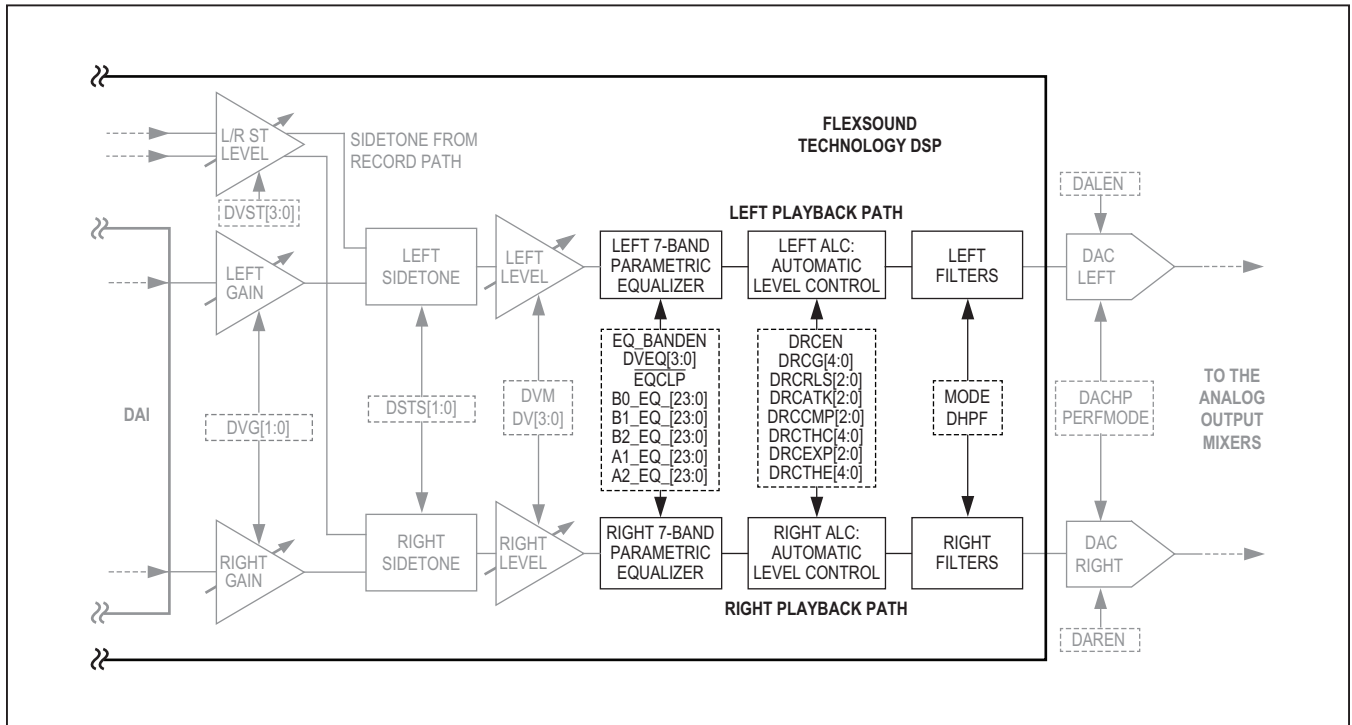 FLEXSOUND
TECHNOLOGY DSP
L/R ST
LEVEL
SIDETONE FROM
RECORD PATH
DVST[3:0]
DALEN
LEFT PLAYBACK PATH
DAI
LEFT
GAIN
LEFT
SIDETONE
LEFT
LEVEL
LEFT 7-BAND
PARAMETRIC
EQUALIZER
LEFT ALC:
AUTOMATIC
LEVEL CONTROL
LEFT
FILTERS
DAC
LEFT
DVG[1:0]
DSTS[1:0]
DVM
DV[3:0]
EQ_BANDEN
DVEQ[3:0]
EQCLP
B0_EQ_[23:0]
B1_EQ_[23:0]
B2_EQ_[23:0]
A1_EQ_[23:0]
A2_EQ_[23:0]
DRCEN
DRCG[4:0]
DRCRLS[2:0]
DRCATK[2:0]
DRCCMP[2:0]
DRCTHC[4:0]
DRCEXP[2:0]
DRCTHE[4:0]
MODE
DHPF
DACHP
PERFMODE
TO THE
ANALOG
OUTPUT
MIXERS
RIGHT
GAIN
RIGHT
SIDETONE
RIGHT
LEVEL
RIGHT 7-BAND
PARAMETRIC
EQUALIZER
RIGHT ALC:
AUTOMATIC
LEVEL CONTROL
RIGHT
FILTERS
DAC
RIGHT
RIGHT PLAYBACK PATH
DAREN